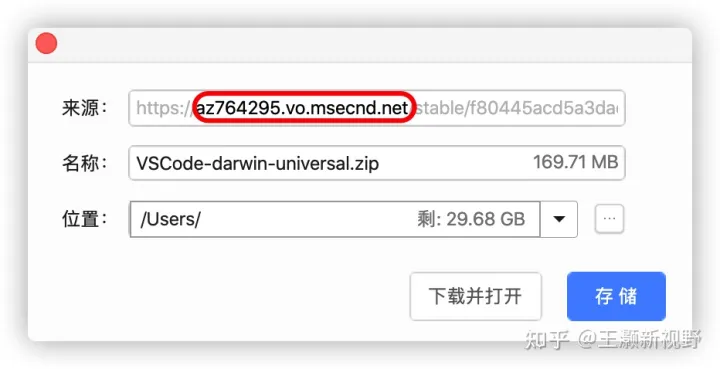 来源： https://az764295.vo.msecnd.net/stable/f80445acd5a3dae
名称： VSCode-darwin-universal.zip 169.71 MB
位置： /Users/ 剩: 29.68 GB ...
下载并打开 存 储
知乎 @王灏新视野